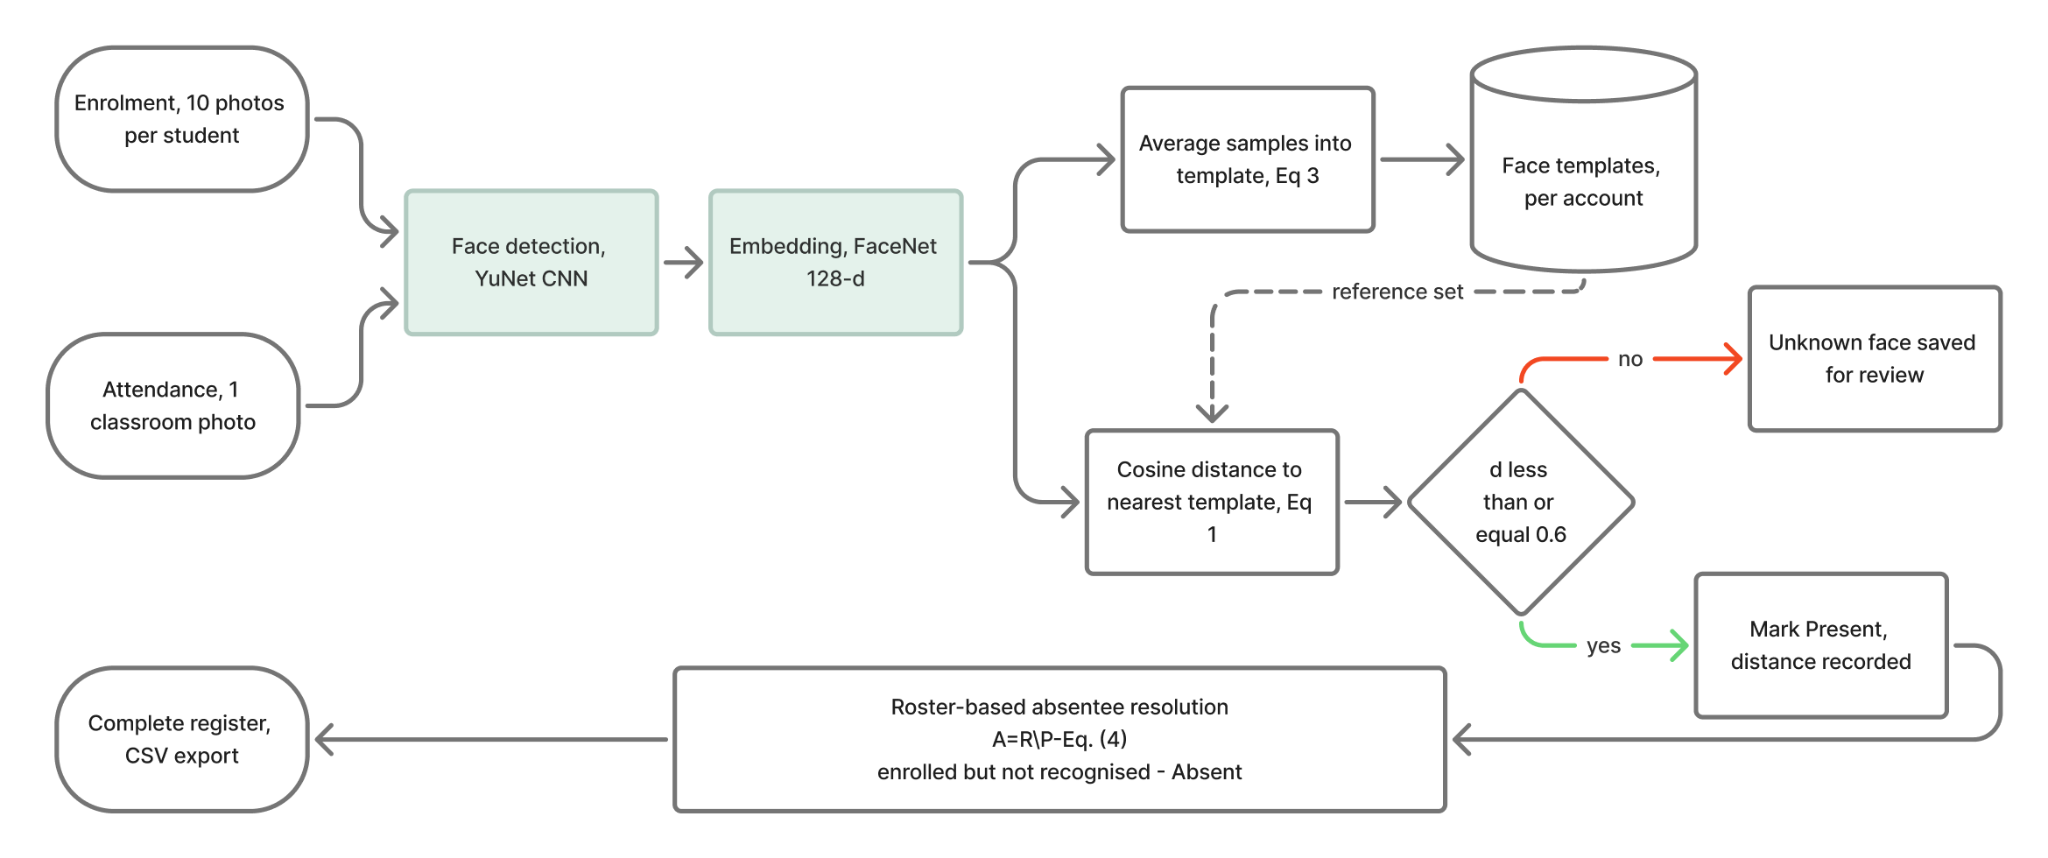 Enrolment, 10 photos
per student
Attendance, 1
classroom photo
Face detection,
YuNet CNN
Embedding, FaceNet
128-d
Average samples into
template, Eq 3
Face templates,
per account
reference set
Cosine distance to
nearest template, Eq
1
d less
than or
equal 0.6
no
Unknown face saved
for review
yes
Mark Present,
distance recorded
Roster-based absentee resolution
A=R\P-Eq. (4)
enrolled but not recognised - Absent
Complete register,
CSV export